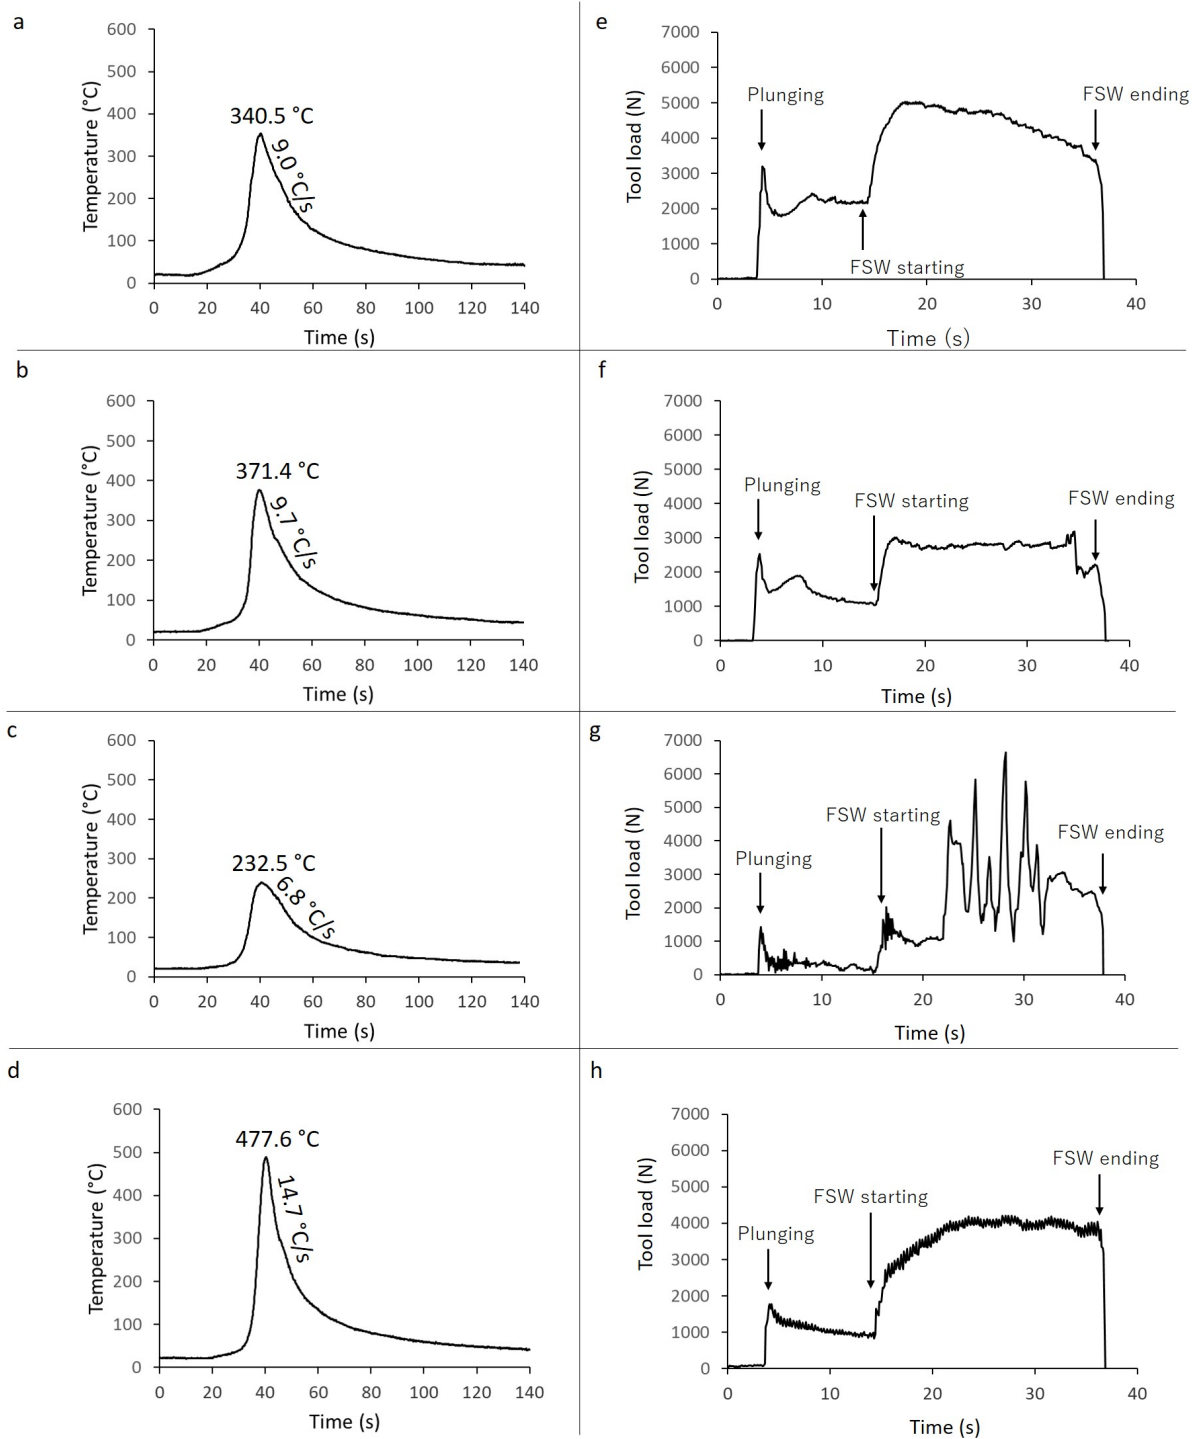 a
600
500
400
300
200
100
0
340.5 °C
9.0 °C/s
Temperature (°C)
0 20 40 60 80 100 120 140
Time (s)
e
7000
6000
5000
4000
3000
2000
1000
0
Plunging
FSW starting
FSW ending
Tool load (N)
0 10 20 30 40
Time (s)
b
600
500
400
300
200
100
0
371.4 °C
9.7 °C/s
Temperature (°C)
0 20 40 60 80 100 120 140
Time (s)
f
7000
6000
5000
4000
3000
2000
1000
0
Plunging
FSW starting
FSW ending
Tool load (N)
0 10 20 30 40
Time (s)
c
600
500
400
300
200
100
0
232.5 °C
6.8 °C/s
Temperature (°C)
0 20 40 60 80 100 120 140
Time (s)
g
7000
6000
5000
4000
3000
2000
1000
0
Plunging
FSW starting
FSW ending
Tool load (N)
0 10 20 30 40
Time (s)
d
600
500
400
300
200
100
0
477.6 °C
14.7 °C/s
Temperature (°C)
0 20 40 60 80 100 120 140
Time (s)
h
7000
6000
5000
4000
3000
2000
1000
0
Plunging
FSW starting
FSW ending
Tool load (N)
0 10 20 30 40
Time (s)